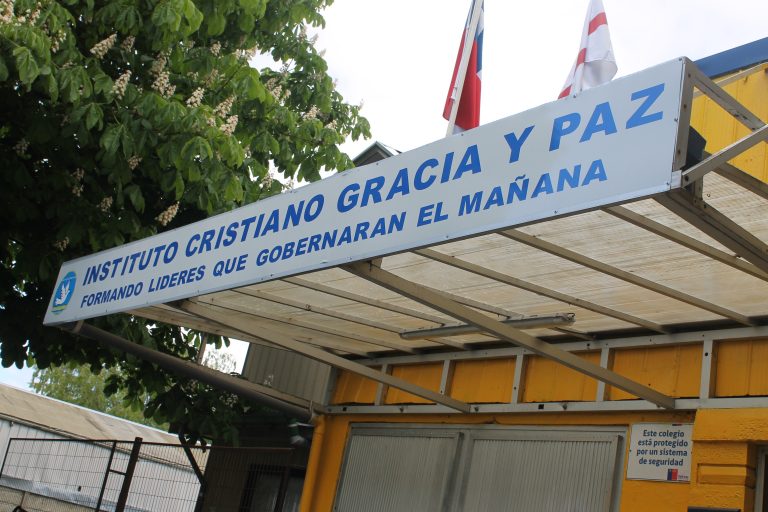 INSTITUTO CRISTIANO GRACIA Y PAZ
FORMANDO LIDERES QUE GOBERNARAN EL MAÑANA
Este colegio
está protegido
por un sistema
de seguridad